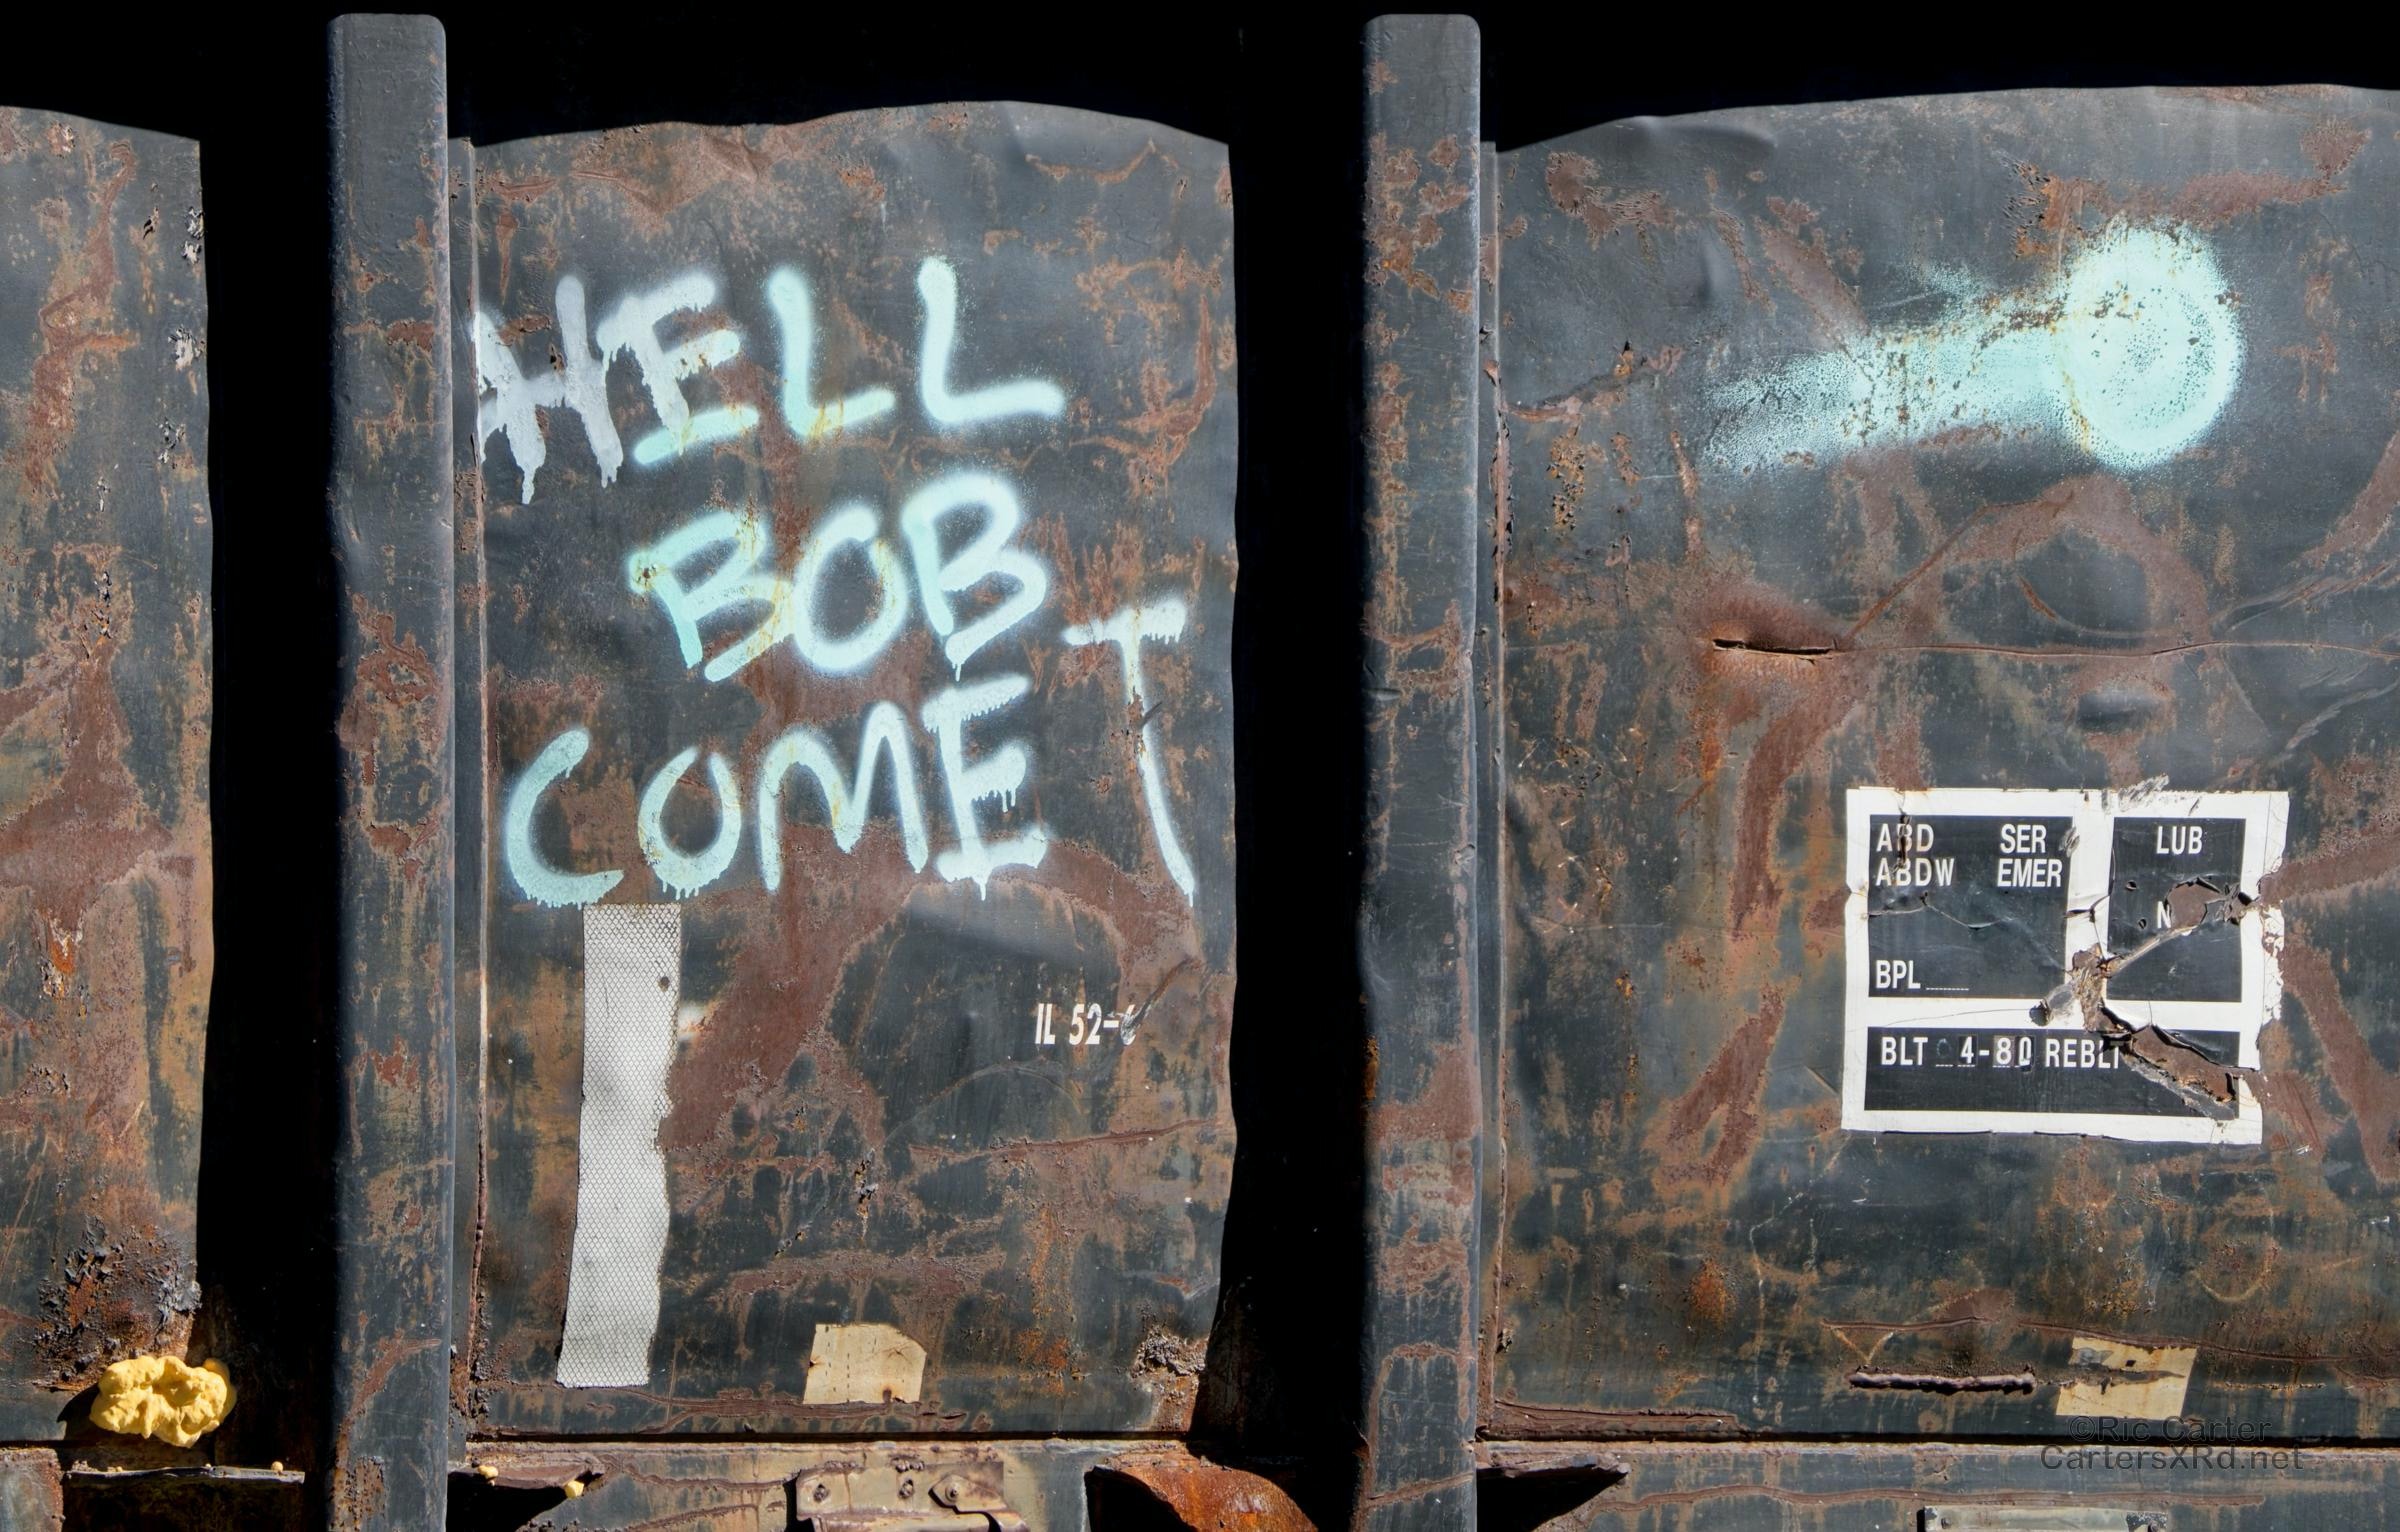 HELL
BOB
COMET
IL 52-6
ABD SER
ABDW EMER
BPL
LUB
N
BLT 4-80 REBLT
©Ric Carter
CartersXRd.net